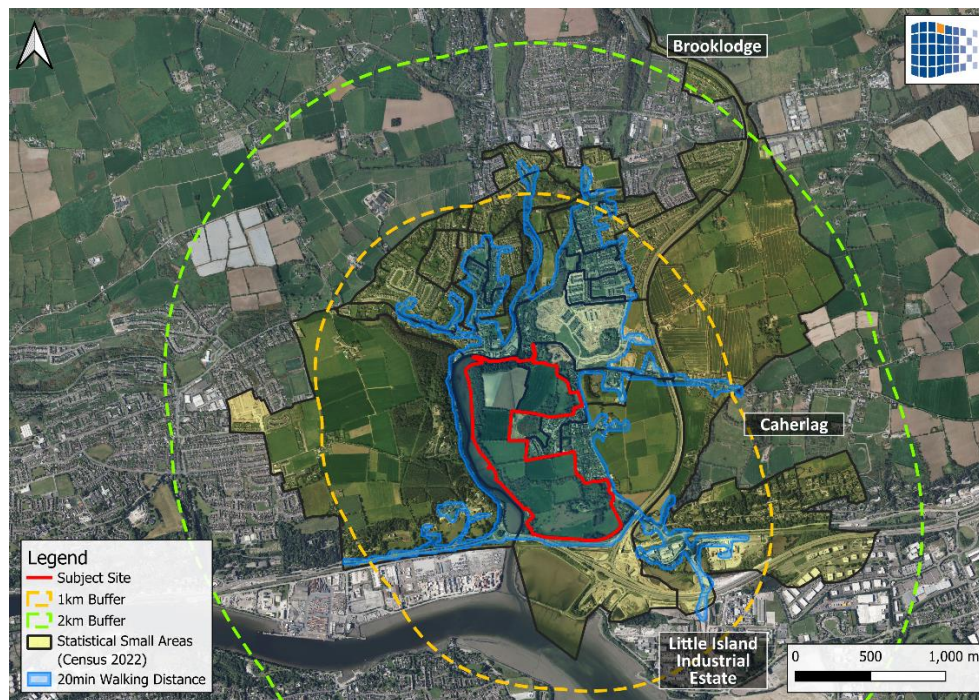 Brooklodge
Caherlag
Legend
Subject Site
1km Buffer
2km Buffer
Statistical Small Areas
(Census 2022)
20min Walking Distance
Little Island
Industrial
Estate
0 500 1,000 m